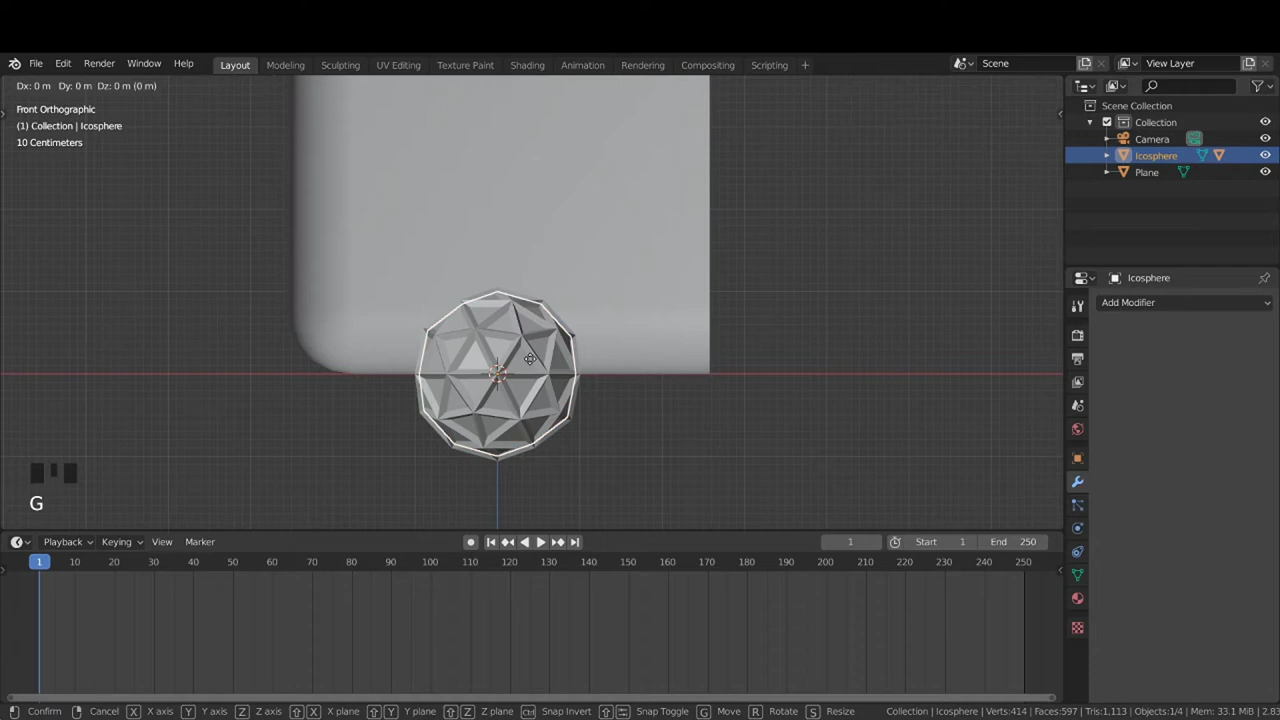 File Edit Render Window Help Layout Modeling Sculpting UV Editing Texture Paint Shading Animation Rendering Compositing Scripting + Scene View Layer
Dx: 0 m Dy: 0 m Dz: 0 m (0 m)
Front Orthographic
(1) Collection | Icosphere
10 Centimeters
G
Scene Collection
Collection
Camera
Icosphere
Plane
Icosphere
Add Modifier
Playback Keying View Marker 1 Start 1 End 250
1 10 20 30 40 50 60 70 80 90 100 110 120 130 140 150 160 170 180 190 200 210 220 230 240 250
Confirm Cancel X X axis Y Y axis Z Z axis X X plane Y Y plane Z Z plane Ctrl Snap Invert Snap Toggle G Move R Rotate S Resize Collection | Icosphere | Verts:414 | Faces:597 | Tris:1,113 | Objects:1/4 | Mem: 33.1 MiB | 2.83